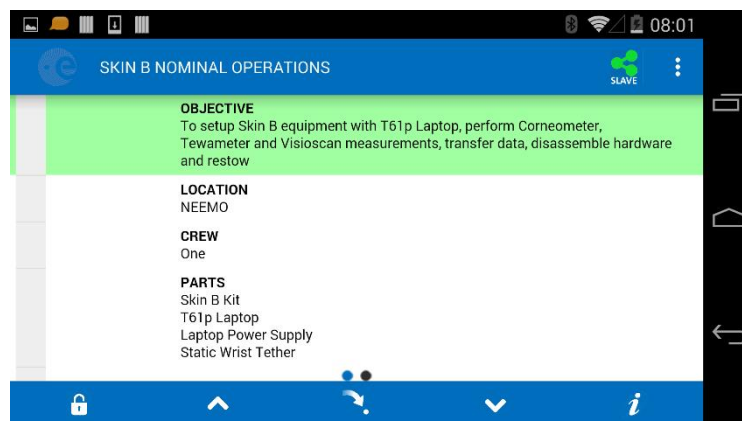 08:01
SKIN B NOMINAL OPERATIONS
SLAVE
OBJECTIVE
To setup Skin B equipment with T61p Laptop, perform Corneometer,
Tewameter and Visioscan measurements, transfer data, disassemble hardware
and restow
LOCATION
NEEMO
CREW
One
PARTS
Skin B Kit
T61p Laptop
Laptop Power Supply
Static Wrist Tether